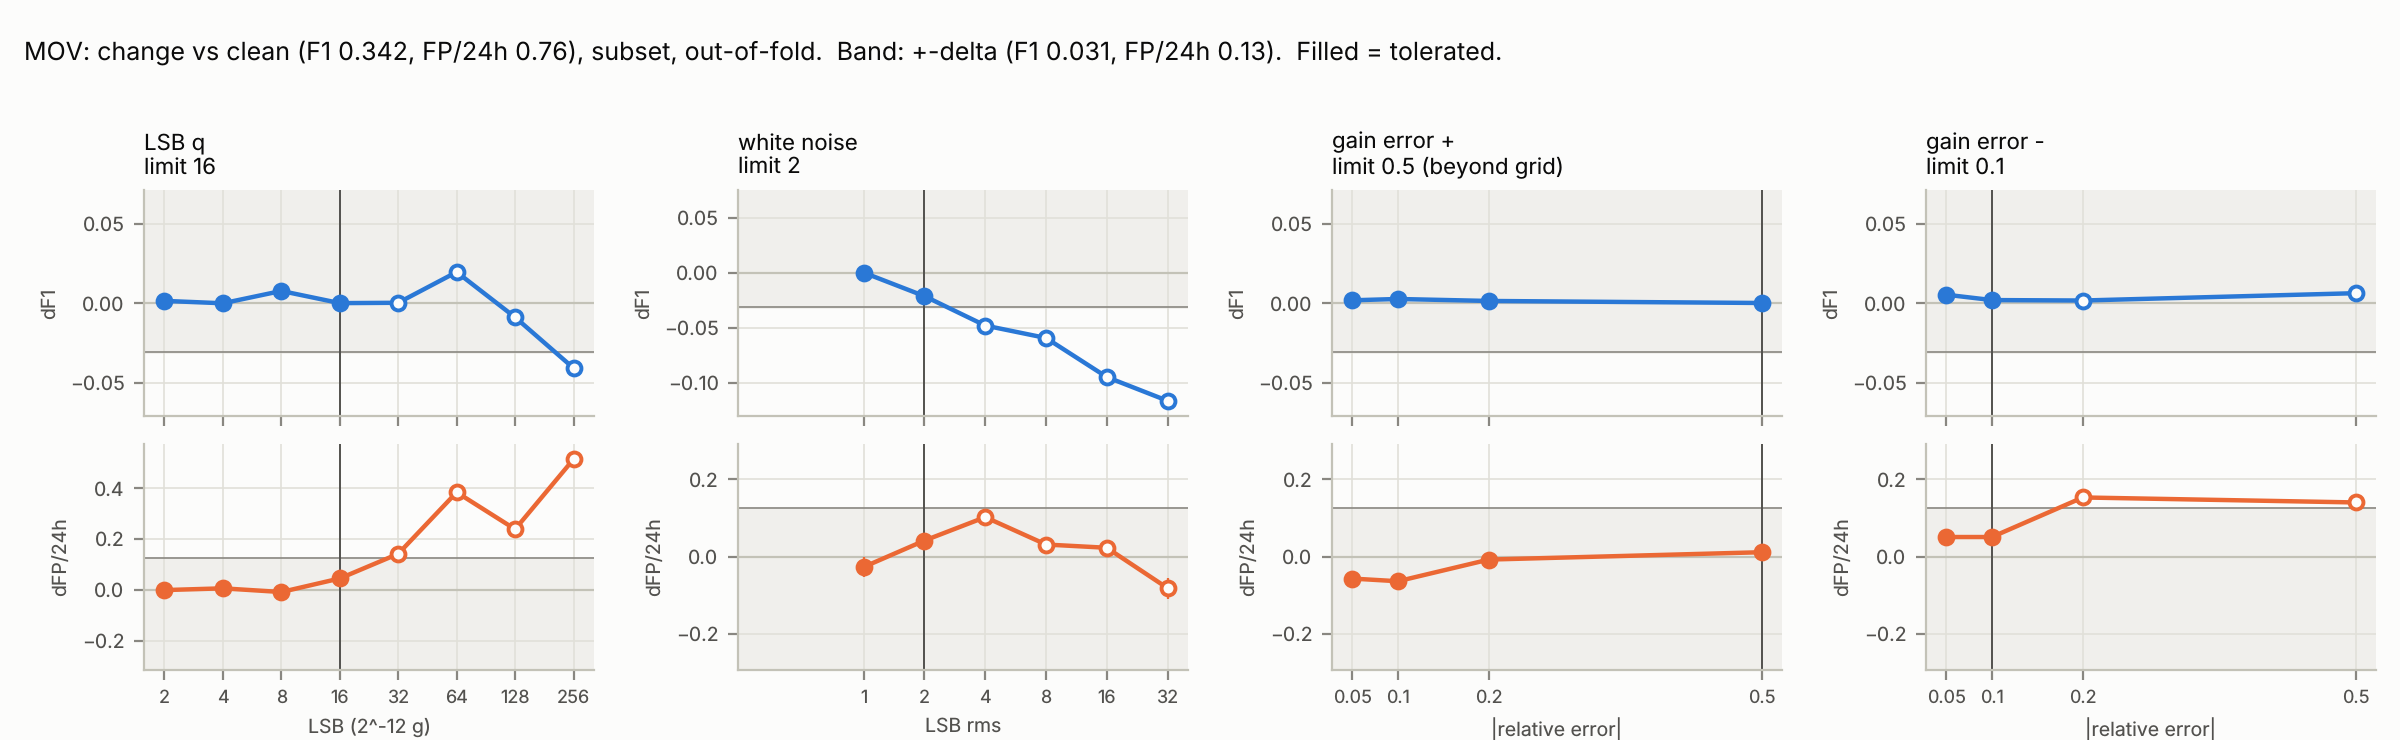 MOV: change vs clean (F1 0.342, FP/24h 0.76), subset, out-of-fold.  Band: +-delta (F1 0.031, FP/24h 0.13).  Filled = tolerated.
LSB q
limit 16
white noise
limit 2
gain error +
limit 0.5 (beyond grid)
gain error -
limit 0.1
dF1
0.05
0.00
−0.05
dF1
0.05
0.00
−0.05
−0.10
dF1
0.05
0.00
−0.05
dF1
0.05
0.00
−0.05
dFP/24h
0.4
0.2
0.0
−0.2
2 4 8 16 32 64 128 256
LSB (2^-12 g)
dFP/24h
0.2
0.0
−0.2
1 2 4 8 16 32
LSB rms
dFP/24h
0.2
0.0
−0.2
0.05 0.1 0.2 0.5
|relative error|
dFP/24h
0.2
0.0
−0.2
0.05 0.1 0.2 0.5
|relative error|